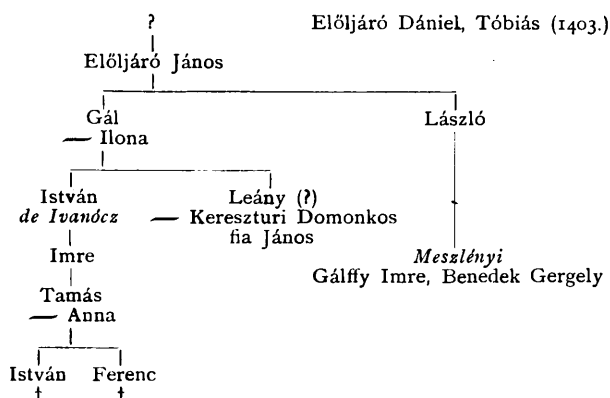 ? Előljáró Dániel, Tóbiás (1403.)
Előljáró János
Gál László
— Ilona
István Leány (?)
de Ivanócz — Kereszturi Domonkos
fia János
Imre Meszlényi
Gálffy Imre, Benedek Gergely
Tamás
— Anna
István Ferenc
† †